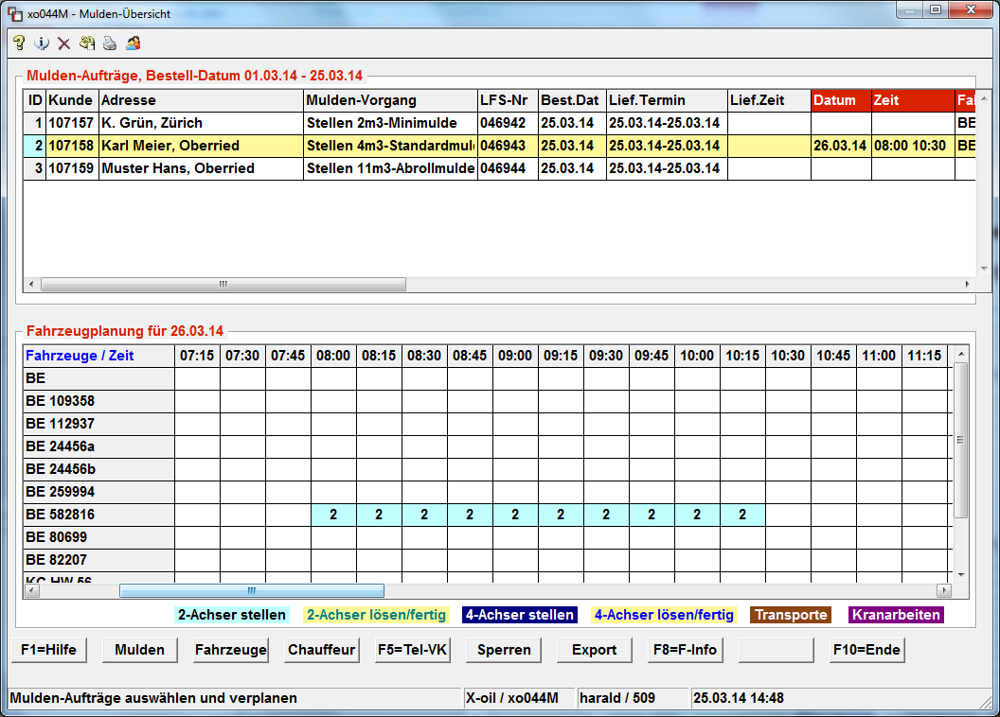 xo044M - Mulden-Übersicht
Mulden-Aufträge, Bestell-Datum 01.03.14 - 25.03.14
ID Kunde Adresse Mulden-Vorgang LFS-Nr Best.Dat Lief.Termin Lief.Zeit Datum Zeit Fal
1 107157 K. Grün, Zürich Stellen 2m3-Minimulde 046942 25.03.14 25.03.14-25.03.14 BE
2 107158 Karl Meier, Oberried Stellen 4m3-Standardmul 046943 25.03.14 25.03.14-25.03.14 26.03.14 08:00 10:30 BE
3 107159 Muster Hans, Oberried Stellen 11m3-Abrollmulde 046944 25.03.14 25.03.14-25.03.14
Fahrzeugplanung für 26.03.14
Fahrzeuge / Zeit 07:15 07:30 07:45 08:00 08:15 08:30 08:45 09:00 09:15 09:30 09:45 10:00 10:15 10:30 10:45 11:00 11:15
BE
BE 109358
BE 112937
BE 24456a
BE 24456b
BE 259994
BE 582816 2 2 2 2 2 2 2 2 2 2
BE 80699
BE 82207
KG HW 56
2-Achser stellen 2-Achser lösen/fertig 4-Achser stellen 4-Achser lösen/fertig Transporte Kranarbeiten
F1=Hilfe Mulden Fahrzeuge Chauffeur F5=Tel-VK Sperren Export F8=F-Info F10=Ende
Mulden-Aufträge auswählen und verplanen X-oil / xo044M harald / 509 25.03.14 14:48